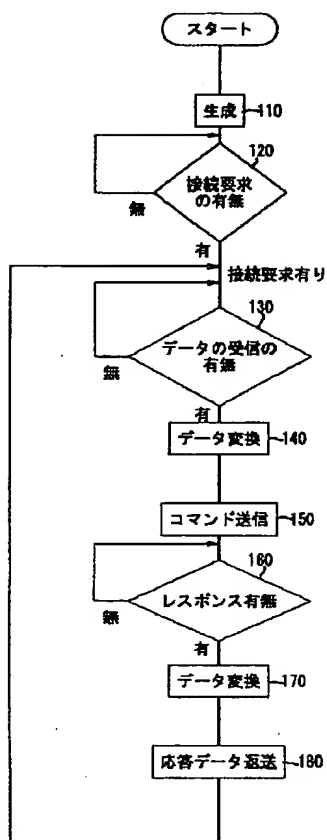 スタート
生成
110
120
接続要求
の有無
無
有
接続要求有り
130
データの受信の
有無
無
有
データ変換
140
コマンド送信
150
160
レスポンス有無
無
有
データ変換
170
応答データ返送
180